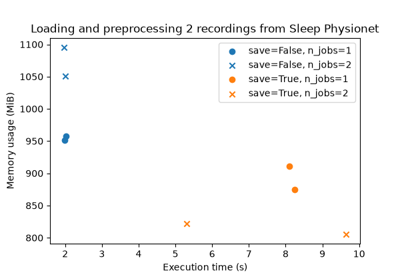 Loading and preprocessing 2 recordings from Sleep Physionet
save=False, n_jobs=1
save=False, n_jobs=2
save=True, n_jobs=1
save=True, n_jobs=2
Memory usage (MiB)
1100
1050
1000
950
900
850
800
2 3 4 5 6 7 8 9 10
Execution time (s)